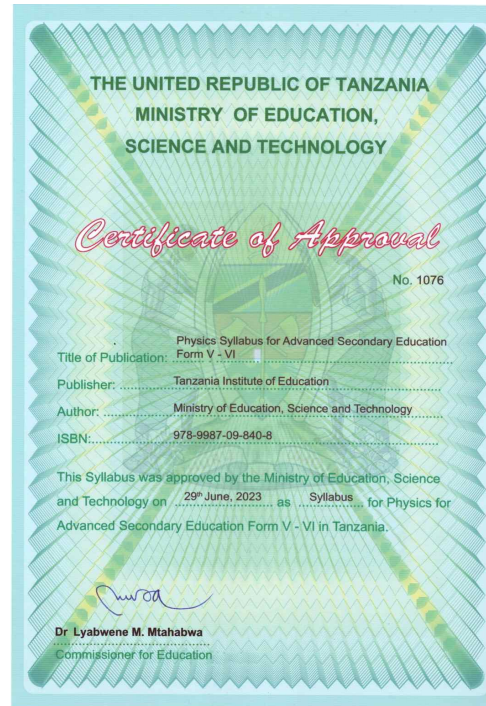 THE UNITED REPUBLIC OF TANZANIA
MINISTRY OF EDUCATION,
SCIENCE AND TECHNOLOGY
Certificate of Approval
No. 1076
Physics Syllabus for Advanced Secondary Education
Title of Publication: Form V - VI
Publisher: Tanzania Institute of Education
Author: Ministry of Education, Science and Technology
ISBN: 978-9987-09-840-8
This Syllabus was approved by the Ministry of Education, Science
and Technology on 29th June, 2023 as Syllabus for Physics for
Advanced Secondary Education Form V - VI in Tanzania.
Dr Lyabwene M. Mtahabwa
Commissioner for Education